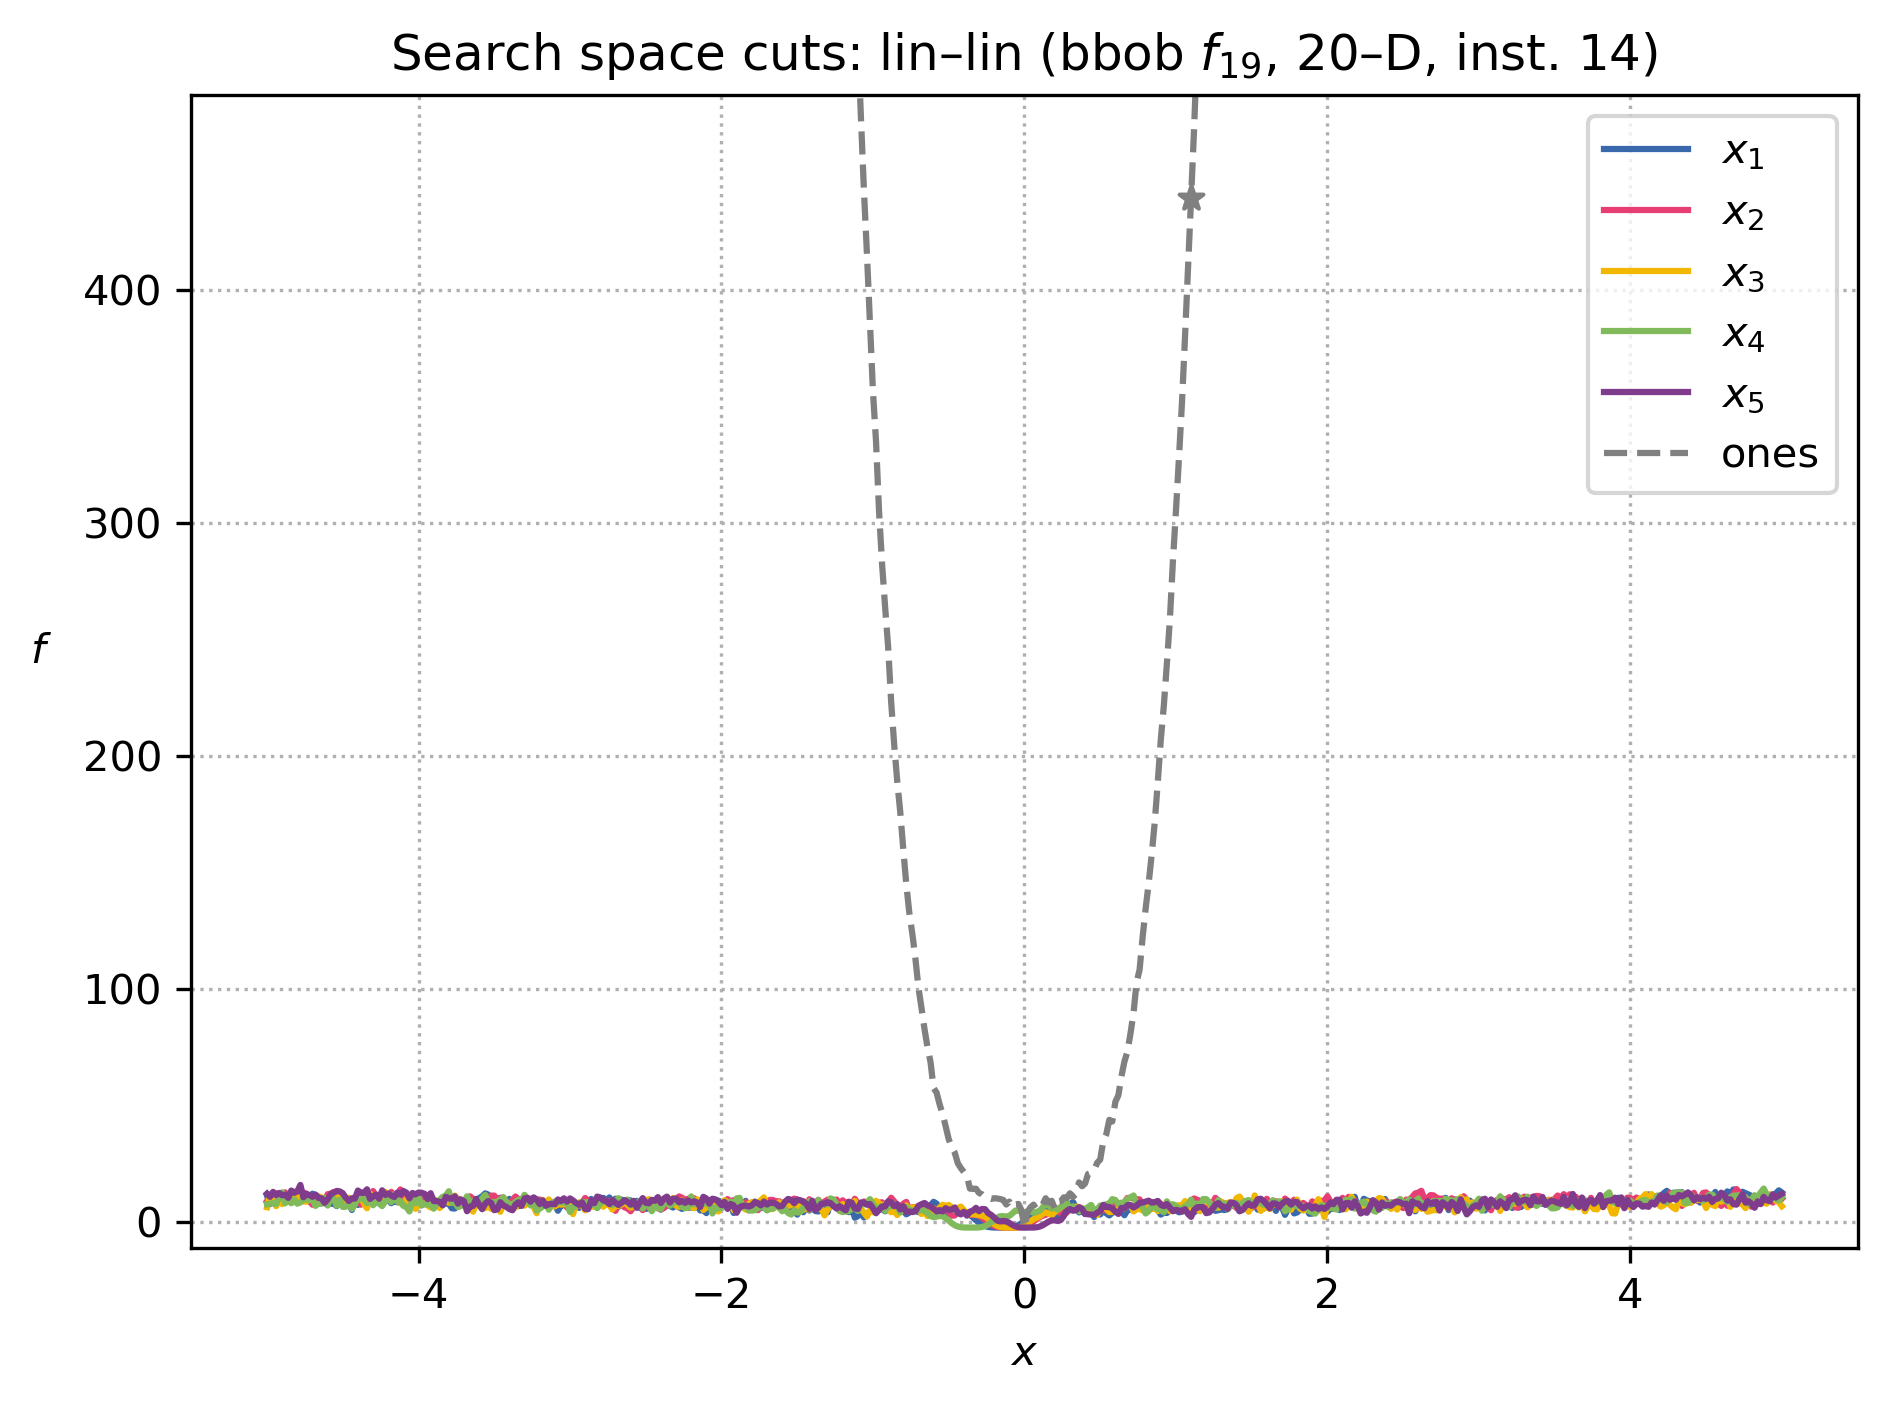 Search space cuts: lin–lin (bbob f₁₉, 20–D, inst. 14)
x₁
x₂
x₃
x₄
x₅
ones
400
300
200
100
0
f
−4
−2
0
2
4
x